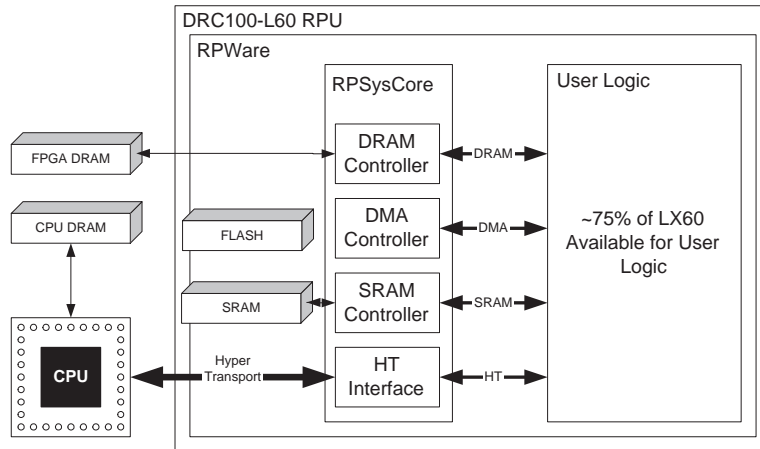 DRC100-L60 RPU
RPWare
RPSysCore
User Logic
FPGA DRAM
DRAM
Controller
DRAM
CPU DRAM
FLASH
DMA
Controller
DMA
~75% of LX60
Available for User
Logic
SRAM
SRAM
Controller
SRAM
CPU
Hyper
Transport
HT
Interface
HT